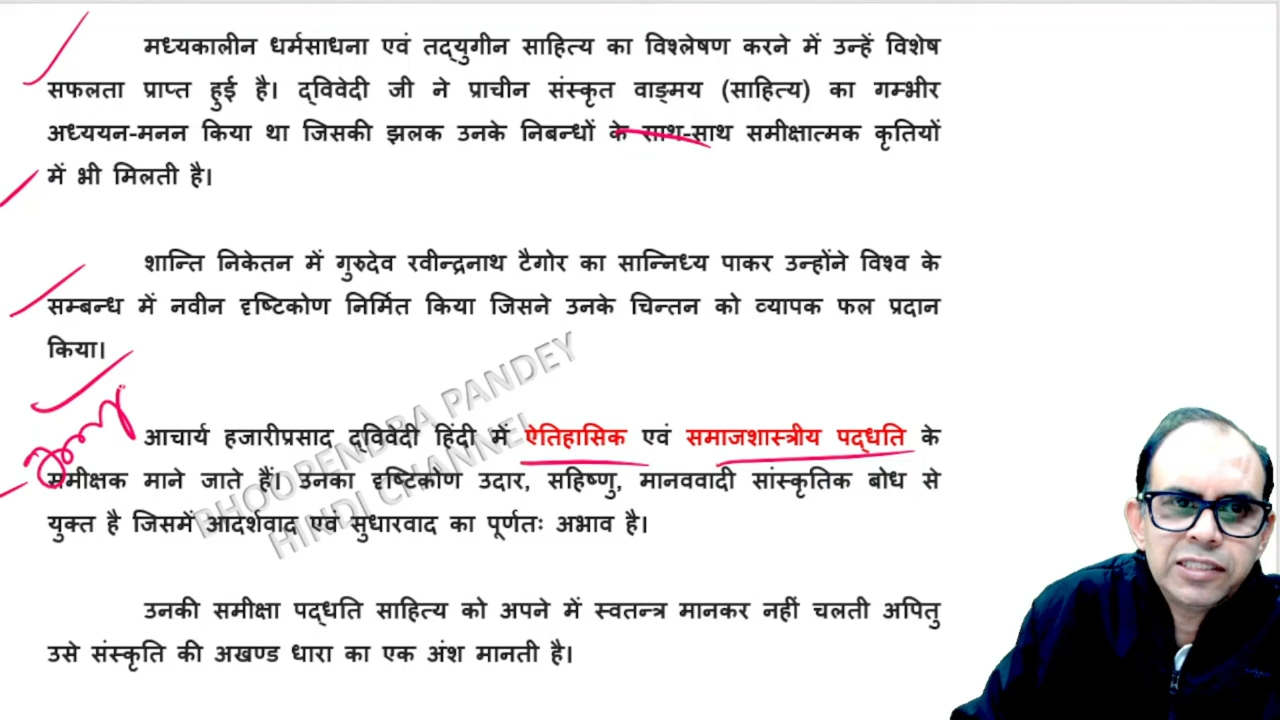 मध्यकालीन धर्मसाधना एवं तद्‌युगीन साहित्य का विश्लेषण करने में उन्हें विशेष
सफलता प्राप्त हुई है। द्‌विवेदी जी ने प्राचीन संस्कृत वाङ्मय (साहित्य) का गम्भीर
अध्ययन-मनन किया था जिसकी झलक उनके निबन्धों के साथ-साथ समीक्षात्मक कृतियों
में भी मिलती है।
शान्ति निकेतन में गुरुदेव रवीन्द्रनाथ टैगोर का सान्निध्य पाकर उन्होंने विश्व के
सम्बन्ध में नवीन दृष्टिकोण निर्मित किया जिसने उनके चिन्तन को व्यापक फल प्रदान
किया।
आचार्य हजारीप्रसाद द्‌विवेदी हिंदी में ऐतिहासिक एवं समाजशास्त्रीय पद्‌धति के
समीक्षक माने जाते हैं। उनका दृष्टिकोण उदार, सहिष्णु, मानववादी सांस्कृतिक बोध से
युक्त है जिसमें आदर्शवाद एवं सुधारवाद का पूर्णतः अभाव है।
उनकी समीक्षा पद्‌धति साहित्य को अपने में स्वतन्त्र मानकर नहीं चलती अपितु
उसे संस्कृति की अखण्ड धारा का एक अंश मानती है।
BHOOPENDRA PANDEY
HINDI CHANNEL